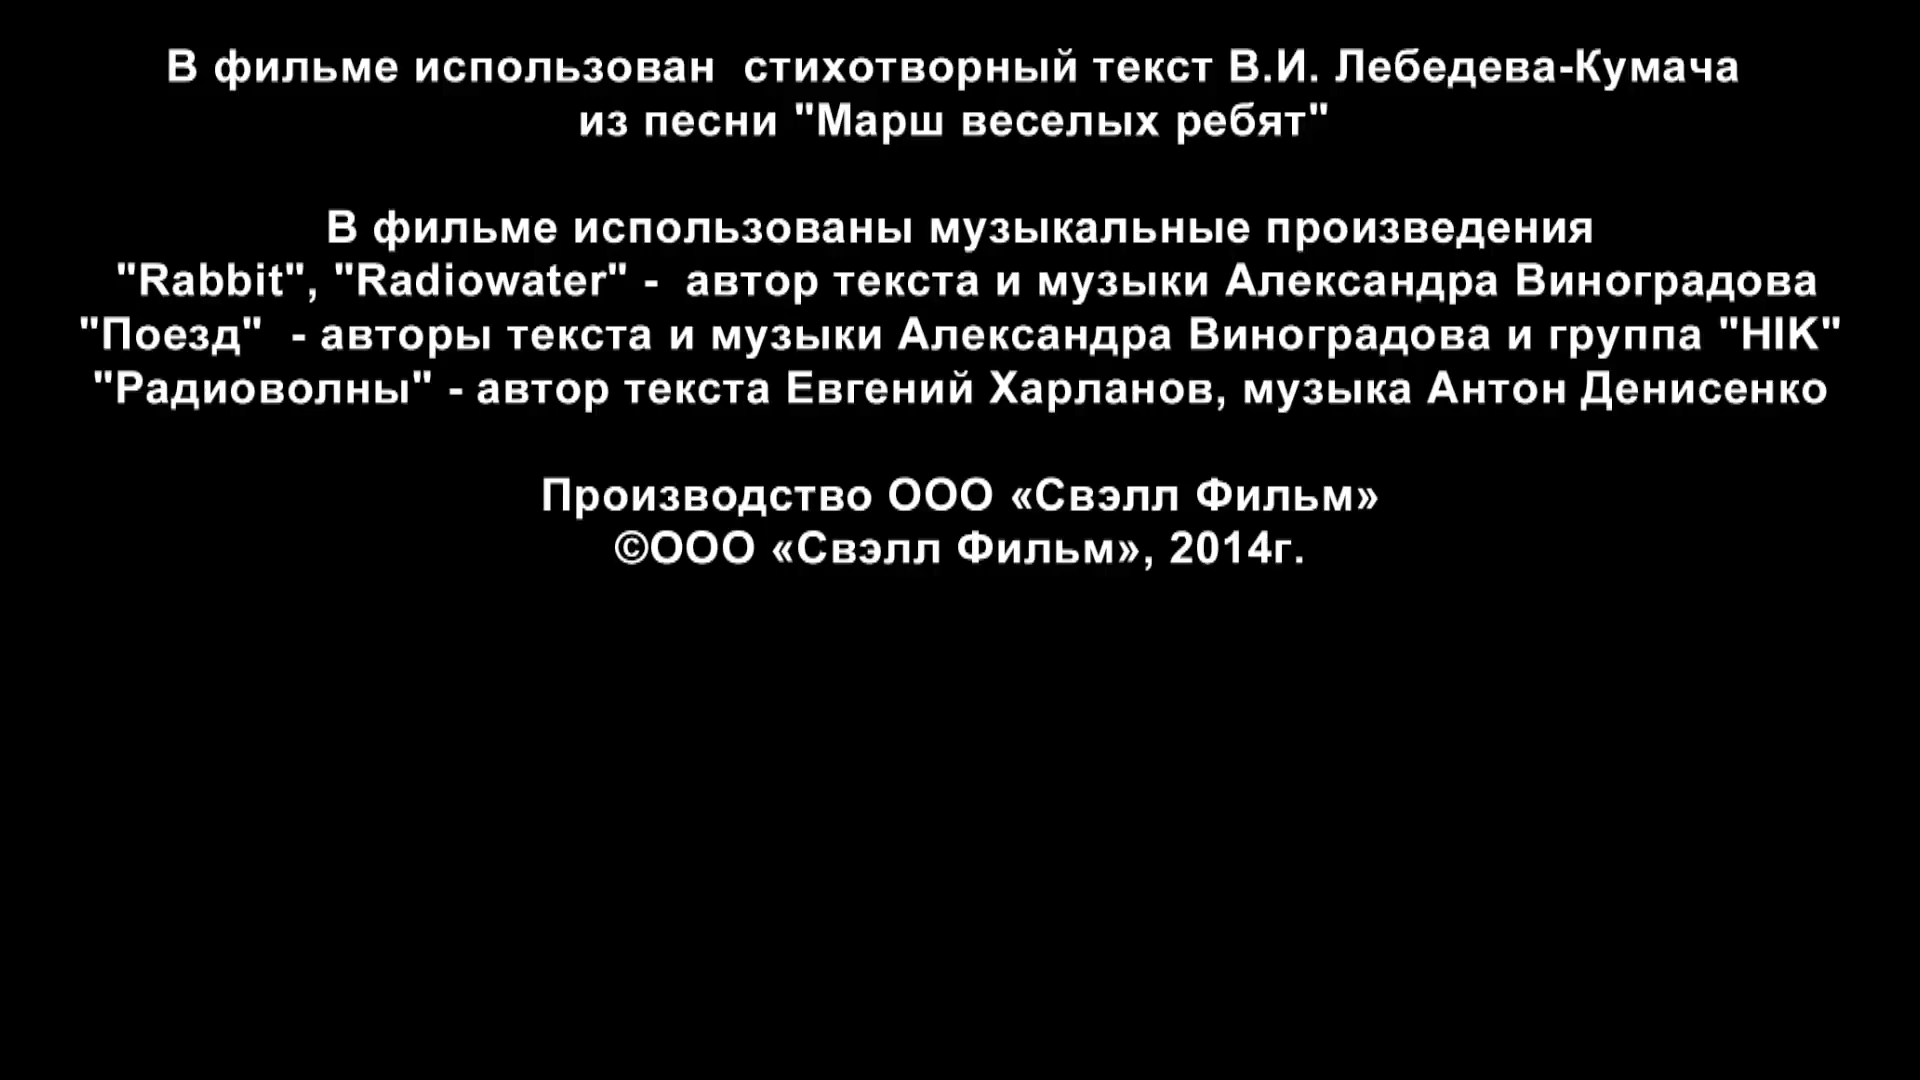 В фильме использован стихотворный текст В.И. Лебедева-Кумача
из песни "Марш веселых ребят"
В фильме использованы музыкальные произведения
"Rabbit", "Radiowater" - автор текста и музыки Александра Виноградова
"Поезд" - авторы текста и музыки Александра Виноградова и группа "HIK"
"Радиоволны" - автор текста Евгений Харланов, музыка Антон Денисенко
Производство ООО «Свэлл Фильм»
©ООО «Свэлл Фильм», 2014г.